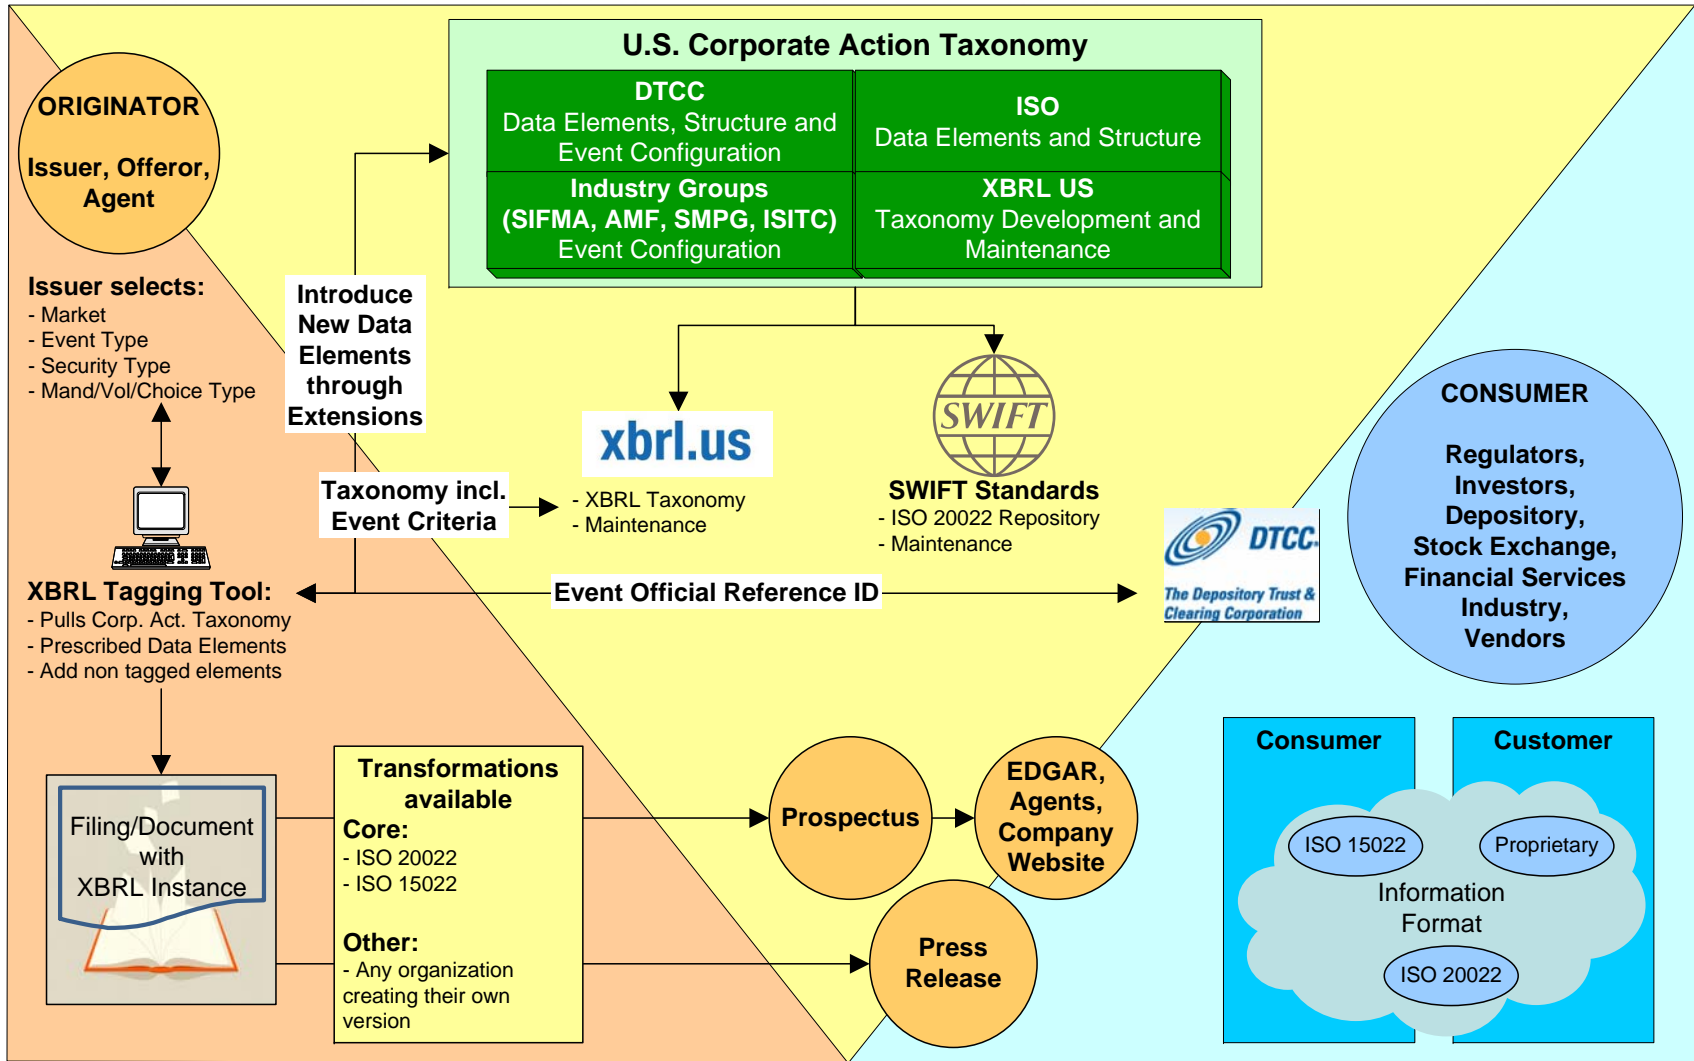 U.S. Corporate Action Taxonomy
DTCC
Data Elements, Structure and
Event Configuration
ISO
Data Elements and Structure
Industry Groups
(SIFMA, AMF, SMPG, ISITC)
Event Configuration
XBRL US
Taxonomy Development and
Maintenance
ORIGINATOR
Issuer, Offeror,
Agent
Issuer selects:
- Market
- Event Type
- Security Type
- Mand/Vol/Choice Type
Introduce
New Data
Elements
through
Extensions
Taxonomy incl.
Event Criteria
xbrl.us
- XBRL Taxonomy
- Maintenance
SWIFT
SWIFT Standards
- ISO 20022 Repository
- Maintenance
DTCC.
The Depository Trust &
Clearing Corporation
Event Official Reference ID
CONSUMER
Regulators,
Investors,
Depository,
Stock Exchange,
Financial Services
Industry,
Vendors
XBRL Tagging Tool:
- Pulls Corp. Act. Taxonomy
- Prescribed Data Elements
- Add non tagged elements
Filing/Document
with
XBRL Instance
Transformations
available
Core:
- ISO 20022
- ISO 15022
Other:
- Any organization
creating their own
version
Prospectus
EDGAR,
Agents,
Company
Website
Press
Release
Consumer
Customer
ISO 15022
Proprietary
Information
Format
ISO 20022